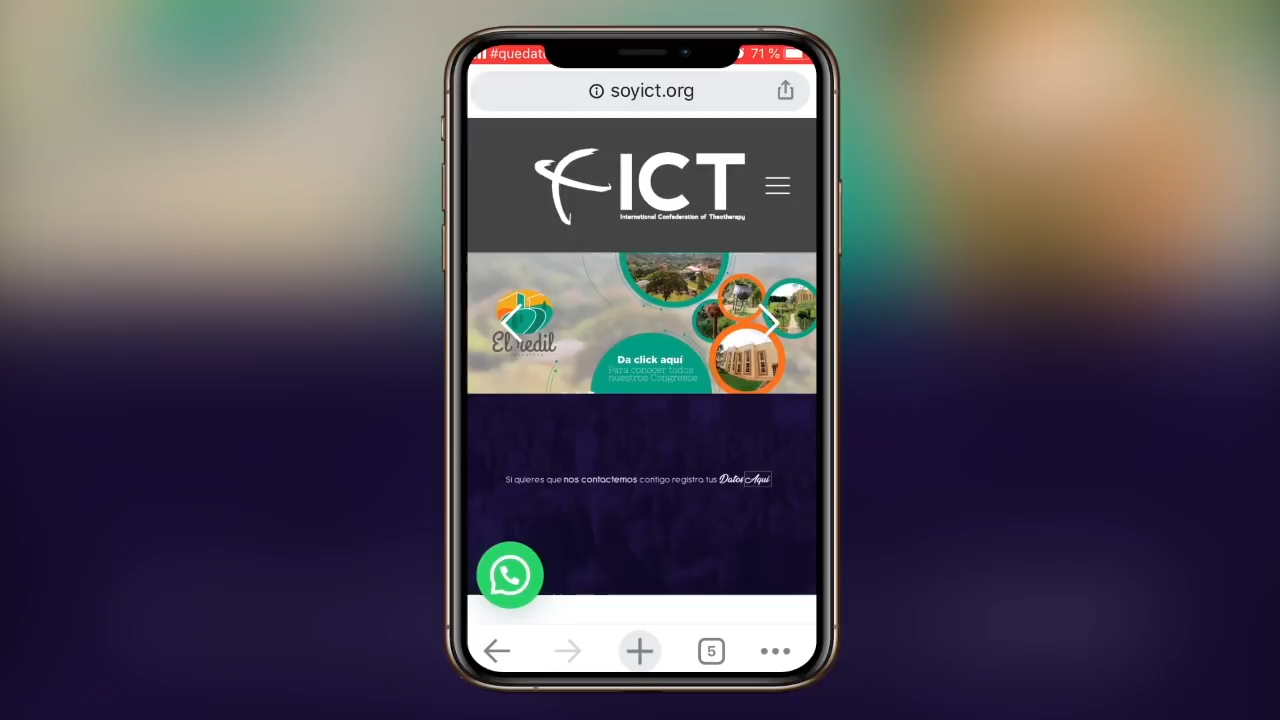 #quedat
71 %
soyict.org
ICT
International Confederation of Theotherapy
El redil
Da click aquí
Para conocer todos
nuestros Congresos
Si quieres que nos contactemos contigo registra tus Datos Aquí
5